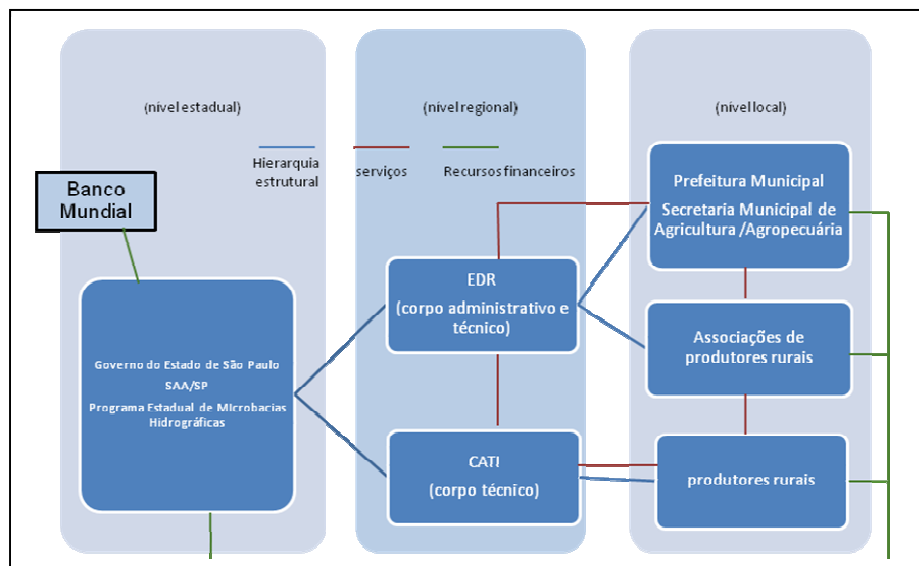 (nível estadual)
(nível regional)
(nível local)
Hierarquia
estrutural
serviços
Recursos financeiros
Banco
Mundial
Governo do Estado de São Paulo
SAA/SP
Programa Estadual de Microbacias
Hidrográficas
EDR
(corpo administrativo e
técnico)
CATI
(corpo técnico)
Prefeitura Municipal
Secretaria Municipal de
Agricultura /Agropecuária
Associações de
produtores rurais
produtores rurais